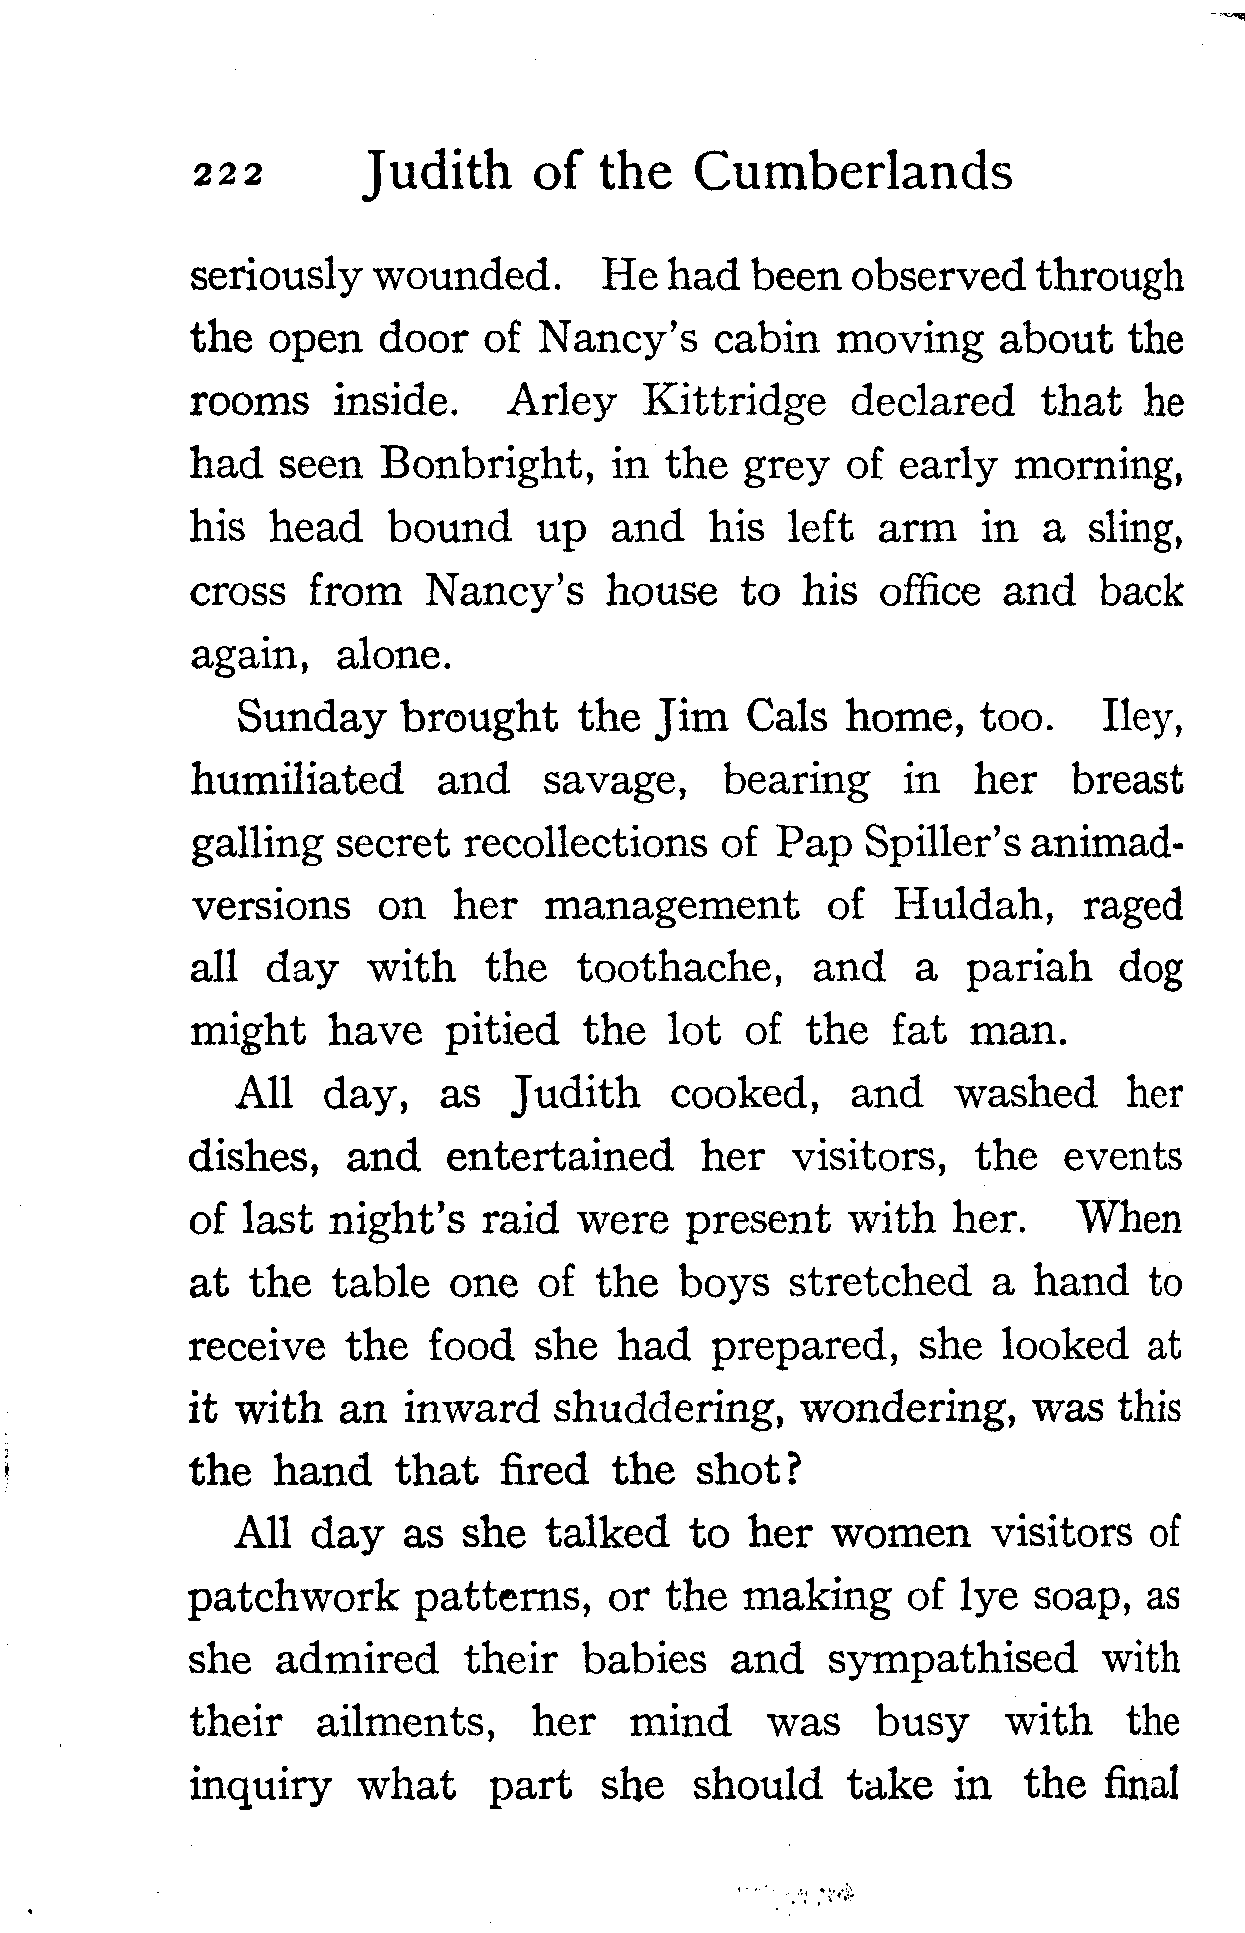 222 Judith of the Cumberlands
seriously wounded. He had been observed through
the open door of Nancy's cabin moving about the
rooms inside. Arley Kittridge declared that he
had seen Bonbright, in the grey of early morning,
his head bound up and his left arm in a sling,
cross from Nancy's house to his office and back
again, alone.
Sunday brought the Jim Cals home, too. Iley,
humiliated and savage, bearing in her breast
galling secret recollections of Pap Spiller's animad-
versions on her management of Huldah, raged
all day with the toothache, and a pariah dog
might have pitied the lot of the fat man.
All day, as Judith cooked, and washed her
dishes, and entertained her visitors, the events
of last night's raid were present with her. When
at the table one of the boys stretched a hand to
receive the food she had prepared, she looked at
it with an inward shuddering, wondering, was this
the hand that fired the shot?
All day as she talked to her women visitors of
patchwork patterns, or the making of lye soap, as
she admired their babies and sympathised with
their ailments, her mind was busy with the
inquiry what part she should take in the final